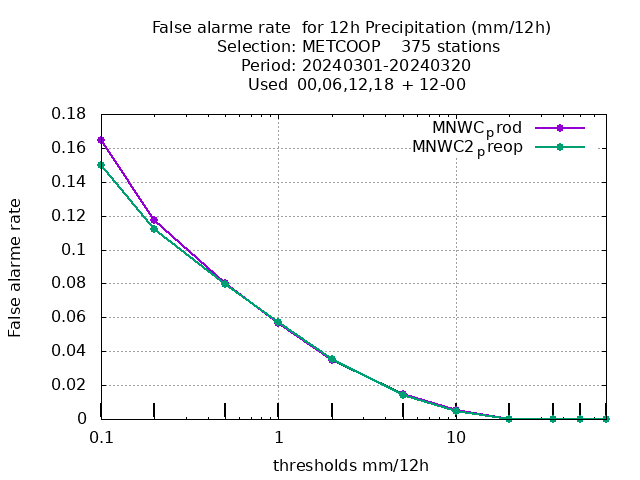 False alarme rate  for 12h Precipitation (mm/12h)
Selection: METCOOP    375 stations
Period: 20240301-20240320
Used  00,06,12,18 + 12-00
MNWCprod
MNWC2preop
0.18
0.16
0.14
0.12
0.1
0.08
0.06
0.04
0.02
0
False alarme rate
0.1
1
10
thresholds mm/12h